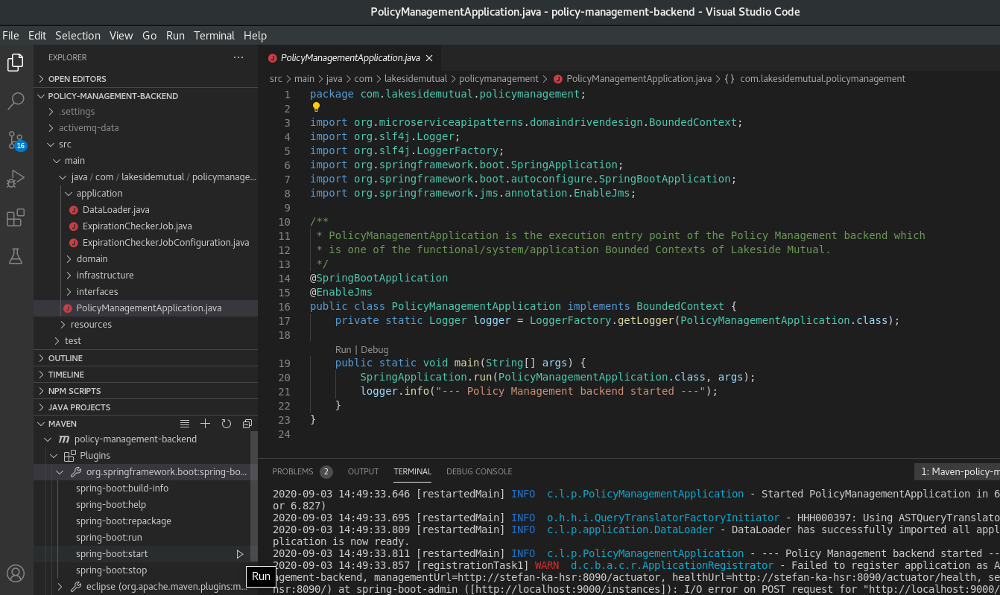 PolicyManagementApplication.java - policy-management-backend - Visual Studio Code
File Edit Selection View Go Run Terminal Help
EXPLORER
OPEN EDITORS
POLICY-MANAGEMENT-BACKEND
.settings
activemq-data
src
main
java / com / lakesidemutual / policymanage...
application
DataLoader.java
ExpirationCheckerJob.java
ExpirationCheckerJobConfiguration.java
domain
infrastructure
interfaces
PolicyManagementApplication.java
resources
test
OUTLINE
TIMELINE
NPM SCRIPTS
JAVA PROJECTS
MAVEN
policy-management-backend
Plugins
org.springframework.boot:spring-bo...
spring-boot:build-info
spring-boot:help
spring-boot:repackage
spring-boot:run
spring-boot:start
spring-boot:stop
eclipse (org.apache.maven.plugins:m...
16
Run
PolicyManagementApplication.java
src > main > java > com > lakesidemutual > policymanagement > PolicyManagementApplication.java > {} com.lakesidemutual.policymanagement
1 package com.lakesidemutual.policymanagement;
2
3 import org.microserviceapipatterns.domaindrivendesign.BoundedContext;
4 import org.slf4j.Logger;
5 import org.slf4j.LoggerFactory;
6 import org.springframework.boot.SpringApplication;
7 import org.springframework.boot.autoconfigure.SpringBootApplication;
8 import org.springframework.jms.annotation.EnableJms;
9
10 /**
11 * PolicyManagementApplication is the execution entry point of the Policy Management backend which
12 * is one of the functional/system/application Bounded Contexts of Lakeside Mutual.
13 */
14 @SpringBootApplication
15 @EnableJms
16 public class PolicyManagementApplication implements BoundedContext {
17 private static Logger logger = LoggerFactory.getLogger(PolicyManagementApplication.class);
18
Run | Debug
19 public static void main(String[] args) {
20 SpringApplication.run(PolicyManagementApplication.class, args);
21 logger.info("--- Policy Management backend started ---");
22 }
23 }
24
PROBLEMS 2 OUTPUT TERMINAL DEBUG CONSOLE 1: Maven-policy-m
2020-09-03 14:49:33.646 [restartedMain] INFO c.l.p.PolicyManagementApplication - Started PolicyManagementApplication in 6
or 6.827)
2020-09-03 14:49:33.695 [restartedMain] INFO o.h.h.i.QueryTranslatorFactoryInitiator - HHH000397: Using ASTQueryTranslato
2020-09-03 14:49:33.809 [restartedMain] INFO c.l.p.application.DataLoader - DataLoader has successfully imported all appl
plication is now ready.
2020-09-03 14:49:33.811 [restartedMain] INFO c.l.p.PolicyManagementApplication - --- Policy Management backend started --
2020-09-03 14:49:33.857 [registrationTask1] WARN d.c.b.a.c.r.ApplicationRegistrator - Failed to register application as A
nagement-backend, managementUrl=http://stefan-ka-hsr:8090/actuator, healthUrl=http://stefan-ka-hsr:8090/actuator/health, se
hsr:8090/) at spring-boot-admin ([http://localhost:9000/instances]): I/O error on POST request for "http://localhost:9000